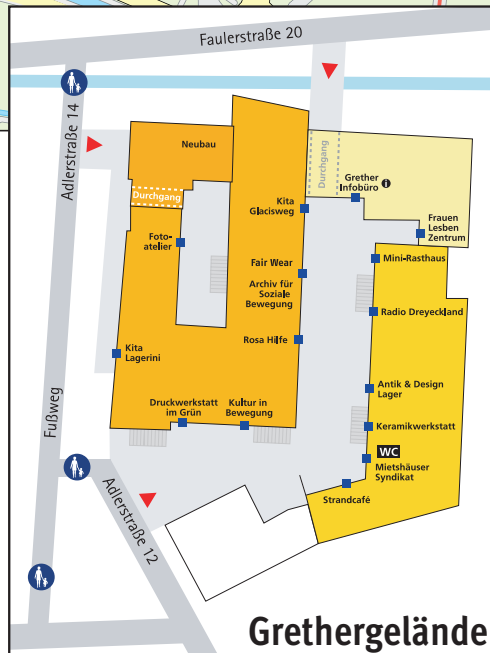 Faulerstraße 20
Adlerstraße 14
Neubau
Durchgang
Durchgang
Grether
Infobüro i
Kita
Glacisweg
Frauen
Lesben
Zentrum
Foto-
atelier
Mini-Rasthaus
Fair Wear
Archiv für
Soziale
Bewegung
Radio Dreyeckland
Rosa Hilfe
Kita
Lagerini
Antik & Design
Lager
Druckwerkstatt
im Grün
Kultur in
Bewegung
Keramikwerkstatt
WC
Mietshäuser
Syndikat
Strandcafé
Fußweg
Adlerstraße 12
Grethergelände